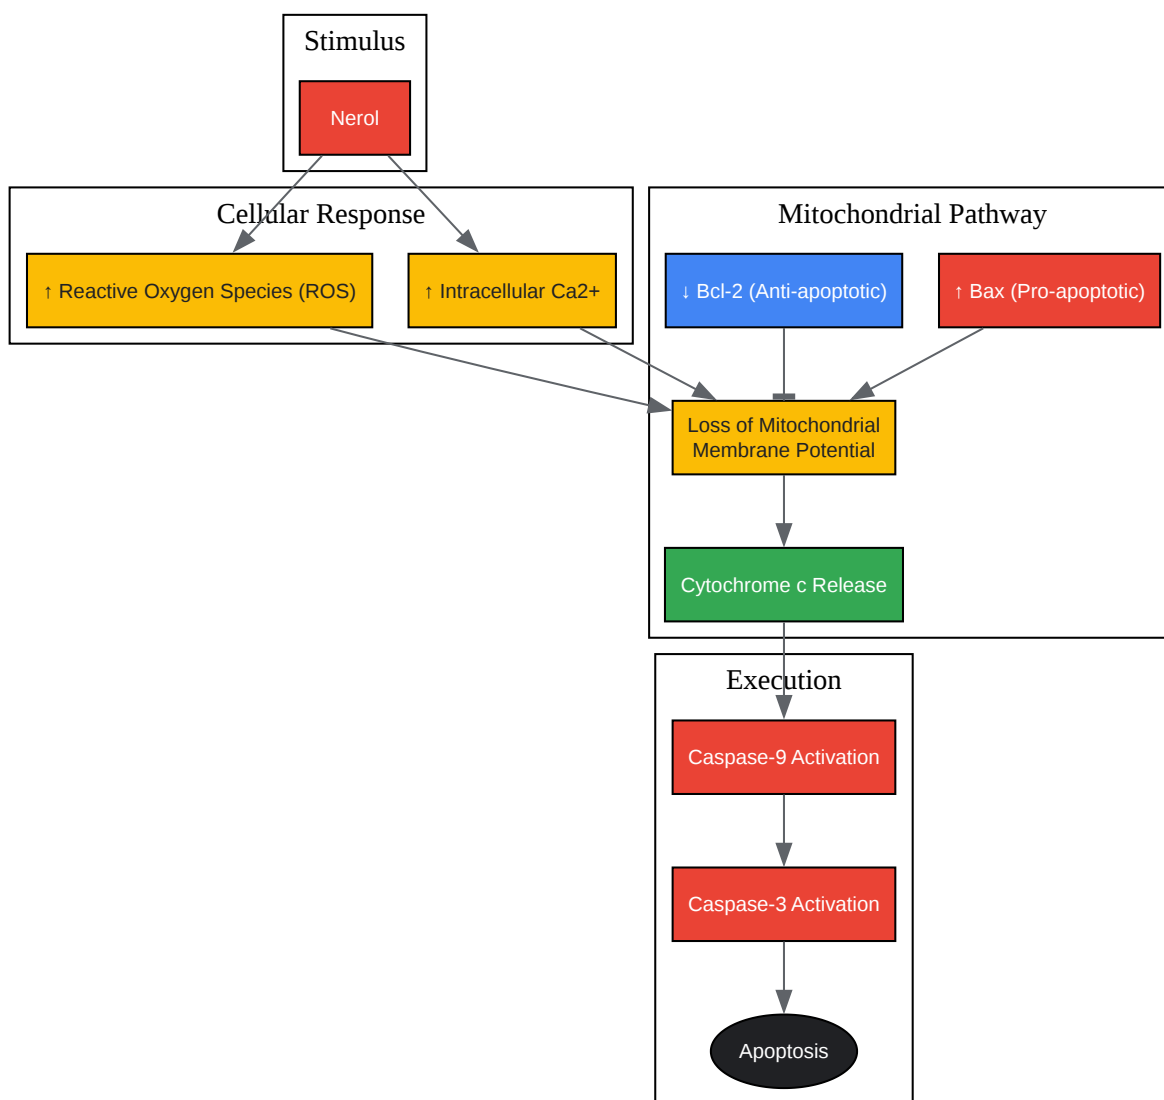 Stimulus
Nerol
Cellular Response
↑ Reactive Oxygen Species (ROS)
↑ Intracellular Ca2+
Mitochondrial Pathway
↓ Bcl-2 (Anti-apoptotic)
↑ Bax (Pro-apoptotic)
Loss of Mitochondrial
Membrane Potential
Cytochrome c Release
Execution
Caspase-9 Activation
Caspase-3 Activation
Apoptosis